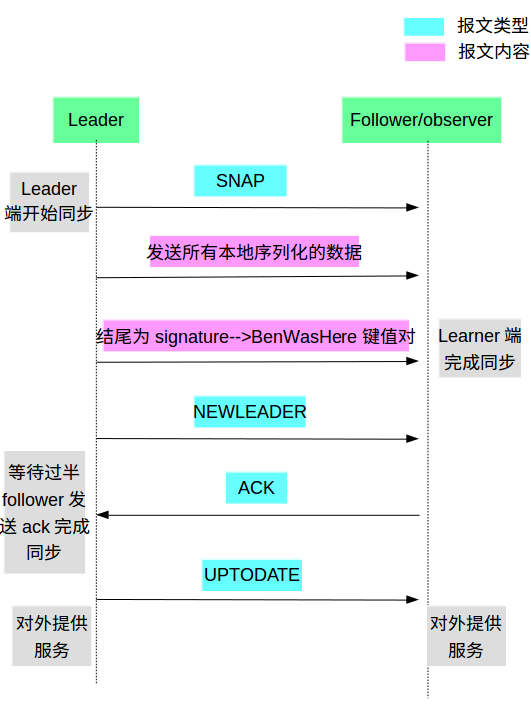 报文类型
报文内容
Leader
Follower/observer
SNAP
Leader
端开始同步
发送所有本地序列化的数据
结尾为 signature-->BenWasHere 键值对
Learner 端
完成同步
NEWLEADER
等待过半
follower 发
送 ack 完成
同步
ACK
UPTODATE
对外提供
服务
对外提供
服务